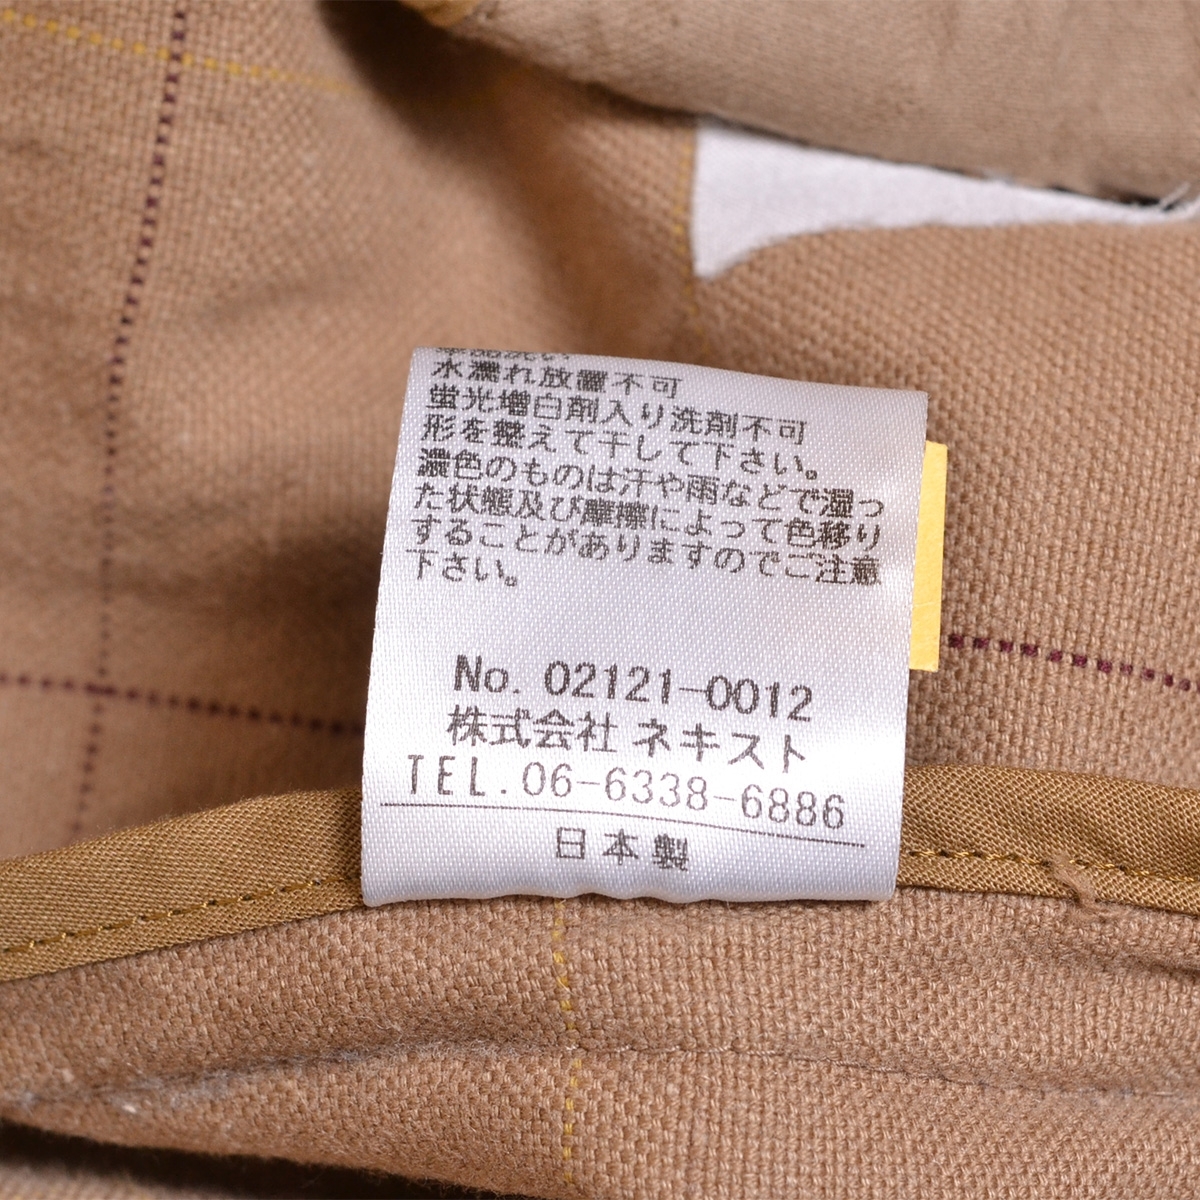 水濡れ放置不可
蛍光増白剤入り洗剤不可
形を整えて干して下さい。
濃色のものは汗や雨などで湿っ
た状態及び摩擦によって色移り
することがありますのでご注意
下さい。
No. 02121-0012
株式会社 ネキスト
TEL. 06-6338-6886
日本製